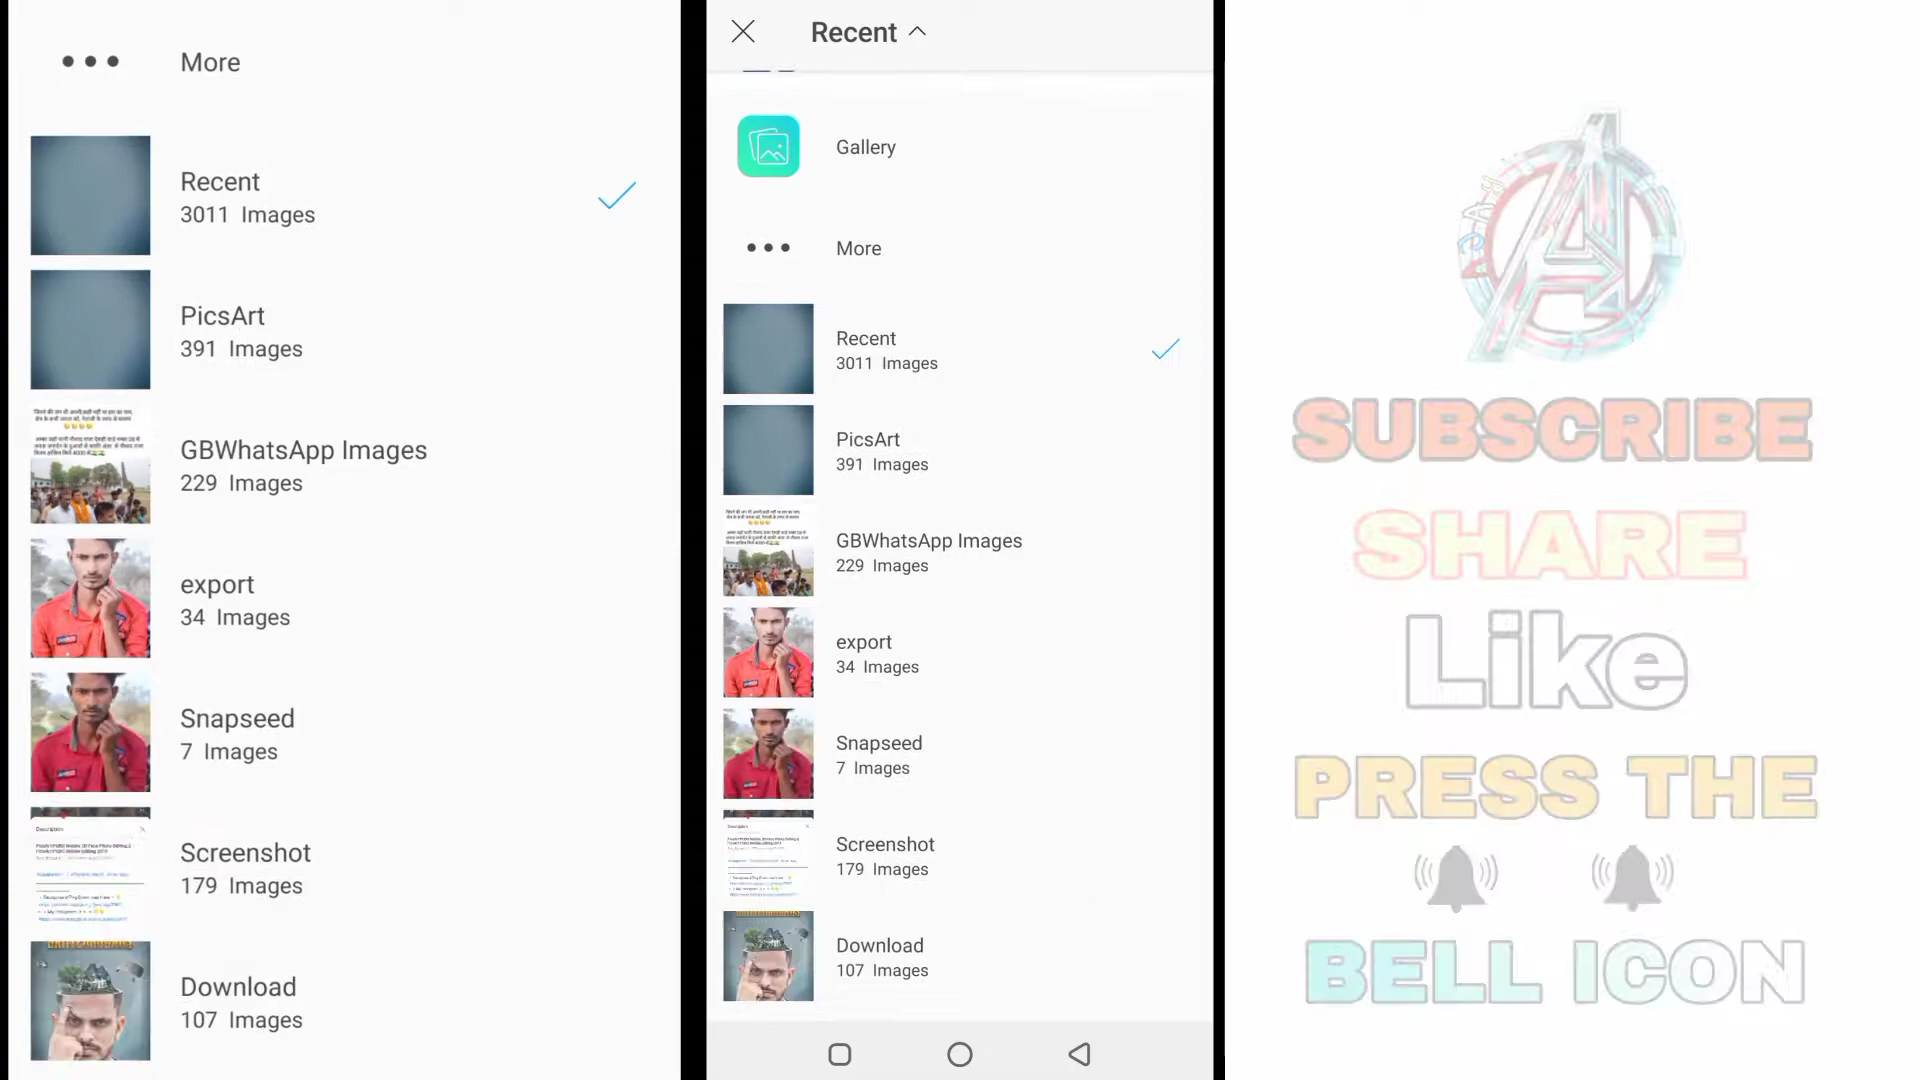 More
Recent
3011 Images
PicsArt
391 Images
GBWhatsApp Images
229 Images
export
34 Images
Snapseed
7 Images
Screenshot
179 Images
Download
107 Images
Recent
Gallery
More
Recent
3011 Images
PicsArt
391 Images
GBWhatsApp Images
229 Images
export
34 Images
Snapseed
7 Images
Screenshot
179 Images
Download
107 Images
SUBSCRIBE
SHARE
Like
PRESS THE
BELL ICON